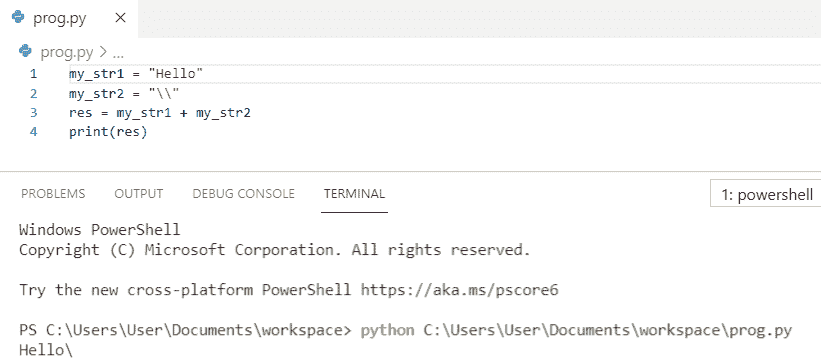 prog.py ×
prog.py > ...
1 my_str1 = "Hello"
2 my_str2 = "\\"
3 res = my_str1 + my_str2
4 print(res)
PROBLEMS OUTPUT DEBUG CONSOLE TERMINAL 1: powershell
Windows PowerShell
Copyright (C) Microsoft Corporation. All rights reserved.
Try the new cross-platform PowerShell https://aka.ms/pscore6
PS C:\Users\User\Documents\workspace> python C:\Users\User\Documents\workspace\prog.py
Hello\